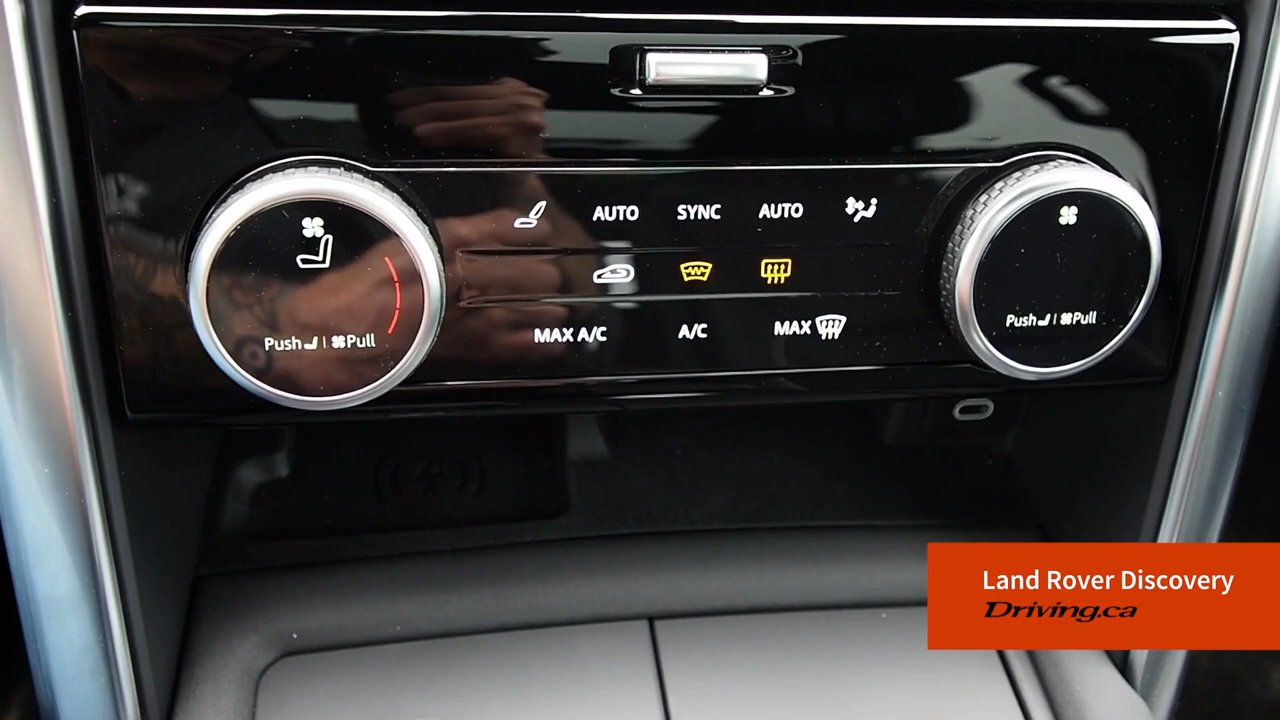 AUTO SYNC AUTO
Push | Pull
Push | Pull
MAX A/C A/C MAX
Land Rover Discovery
Driving.ca